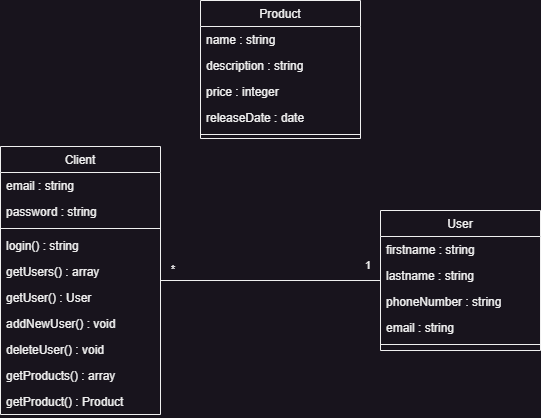 Product
name : string
description : string
price : integer
releaseDate : date
Client
email : string
password : string
login() : string
getUsers() : array
getUser() : User
addNewUser() : void
deleteUser() : void
getProducts() : array
getProduct() : Product
*
1
User
firstname : string
lastname : string
phoneNumber : string
email : string